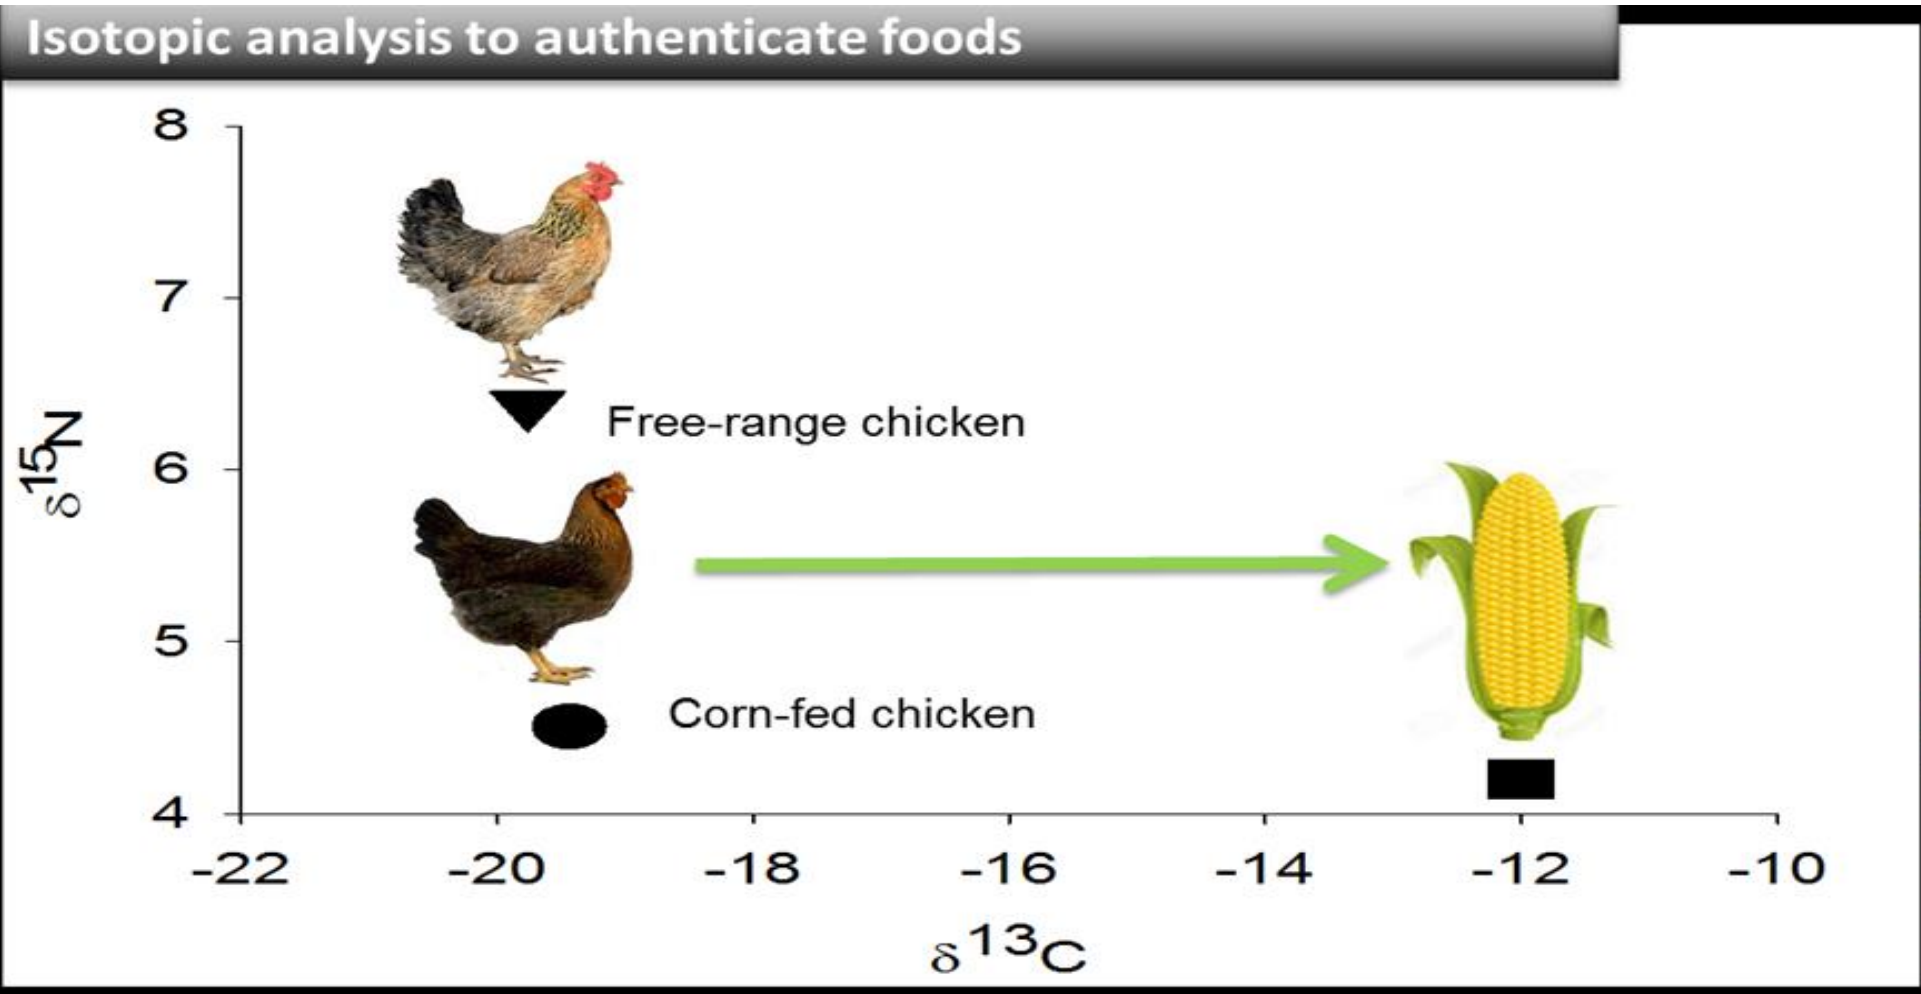 Isotopic analysis to authenticate foods
8
7
Free-range chicken
δ15N
6
5
Corn-fed chicken
4
-22 -20 -18 -16 -14 -12 -10
δ13C